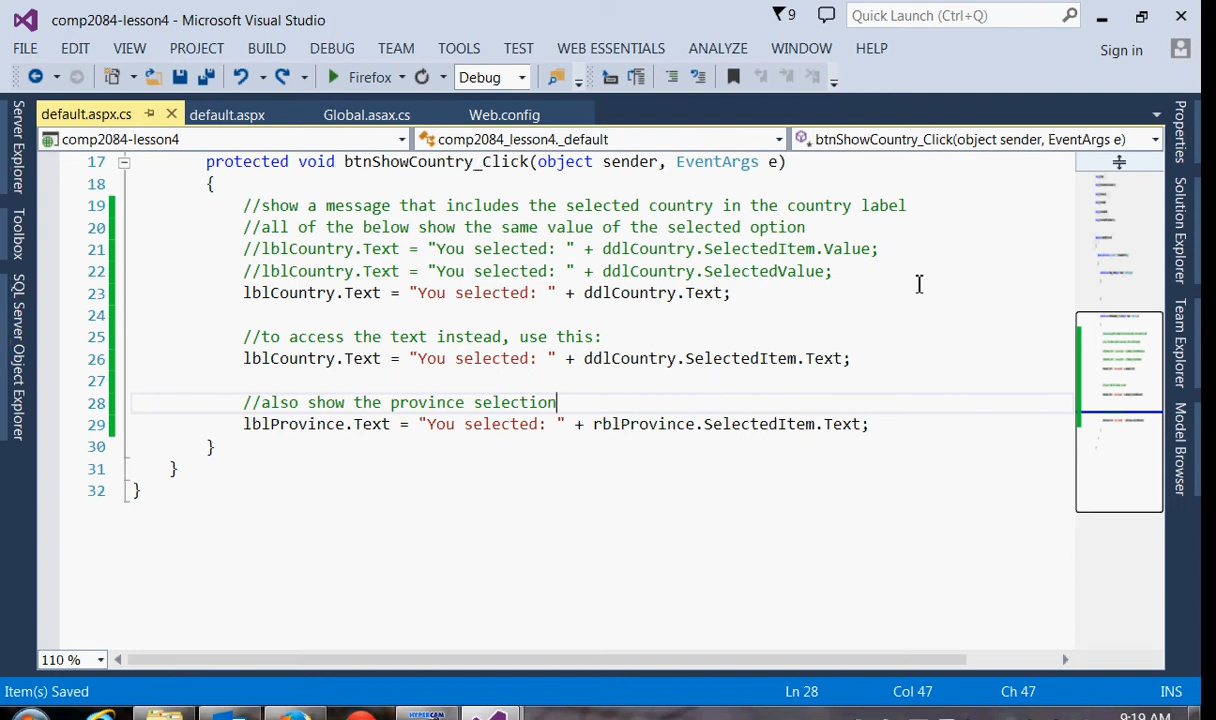 comp2084-lesson4 - Microsoft Visual Studio
9
Quick Launch (Ctrl+Q)
FILE EDIT VIEW PROJECT BUILD DEBUG TEAM TOOLS TEST WEB ESSENTIALS ANALYZE WINDOW HELP
Sign in
Firefox
Debug
default.aspx.cs
default.aspx
Global.asax.cs
Web.config
comp2084-lesson4
comp2084_lesson4._default
btnShowCountry_Click(object sender, EventArgs e)
Server Explorer
Toolbox
SQL Server Object Explorer
17 protected void btnShowCountry_Click(object sender, EventArgs e)
18 {
19 //show a message that includes the selected country in the country label
20 //all of the below show the same value of the selected option
21 //lblCountry.Text = "You selected: " + ddlCountry.SelectedItem.Value;
22 //lblCountry.Text = "You selected: " + ddlCountry.SelectedValue;
23 lblCountry.Text = "You selected: " + ddlCountry.Text;
24
25 //to access the text instead, use this:
26 lblCountry.Text = "You selected: " + ddlCountry.SelectedItem.Text;
27
28 //also show the province selection
29 lblProvince.Text = "You selected: " + rblProvince.SelectedItem.Text;
30 }
31 }
32 }
Properties
Solution Explorer
Team Explorer
Model Browser
110 %
Item(s) Saved
Ln 28
Col 47
Ch 47
INS
HYPERCAM
9:19 AM